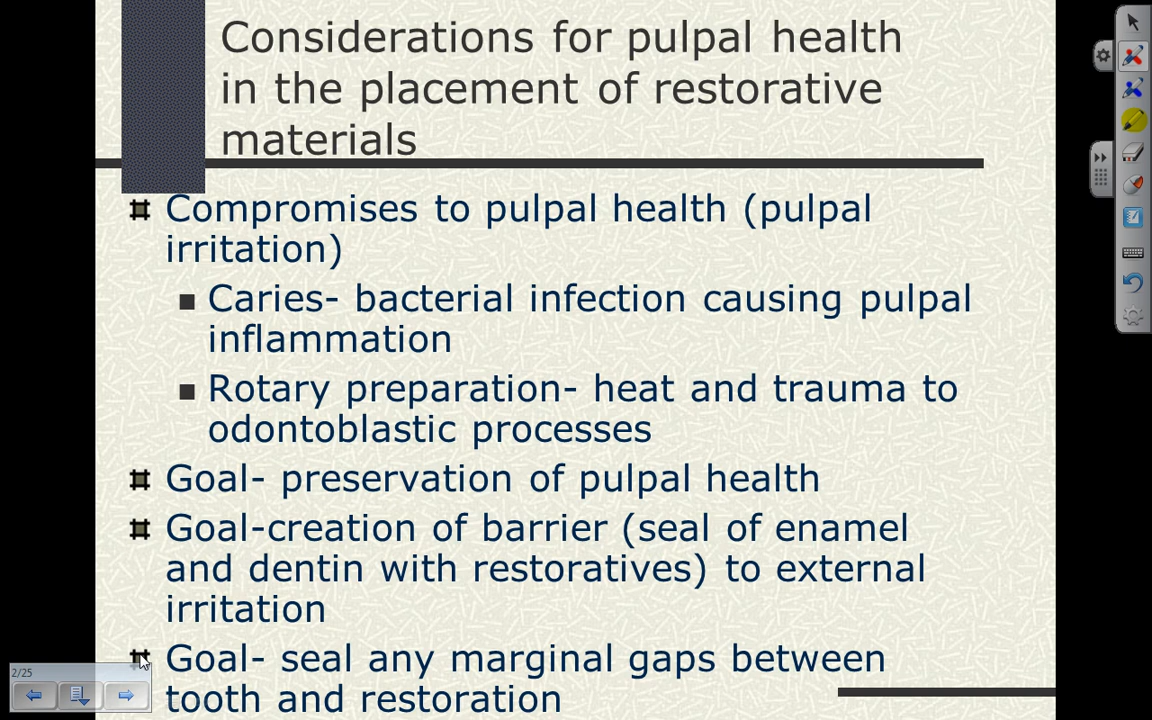 Considerations for pulpal health
in the placement of restorative
materials
Compromises to pulpal health (pulpal
irritation)
Caries- bacterial infection causing pulpal
inflammation
Rotary preparation- heat and trauma to
odontoblastic processes
Goal- preservation of pulpal health
Goal-creation of barrier (seal of enamel
and dentin with restoratives) to external
irritation
Goal- seal any marginal gaps between
tooth and restoration
2/25